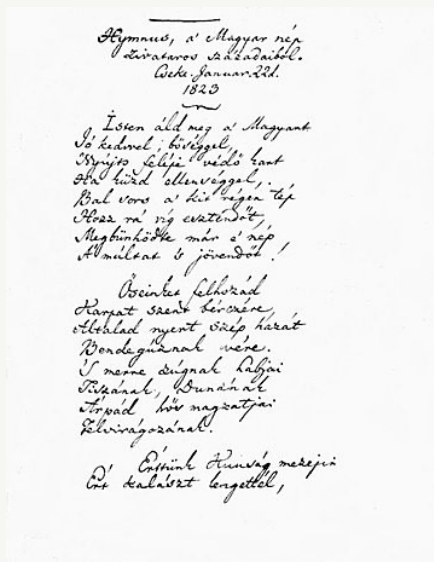 Hymnus, a' Magyar nép
zivataros századaiból.
Cseke. Januar. 22d.
1823
Isten áld meg a' Magyart
Jó kedvvel, bőséggel,
Nyújts feléje védő kart
Ha küzd ellenséggel,
Bal sors a' kit régen tép
Hozz rá víg esztendőt,
Megbűnhődte már e' nép
A' múltat 's jövendőt!
Őseinket felhozád
Kárpát szent bérczére,
Általad nyert szép hazát
Bendegúznak vére.
'S merre zúgnak habjai
Tiszának, Dunának
Árpád hős magzatjai
Felvirágozának.
Értünk Kunság mezején
Ért kalászt lengettél,